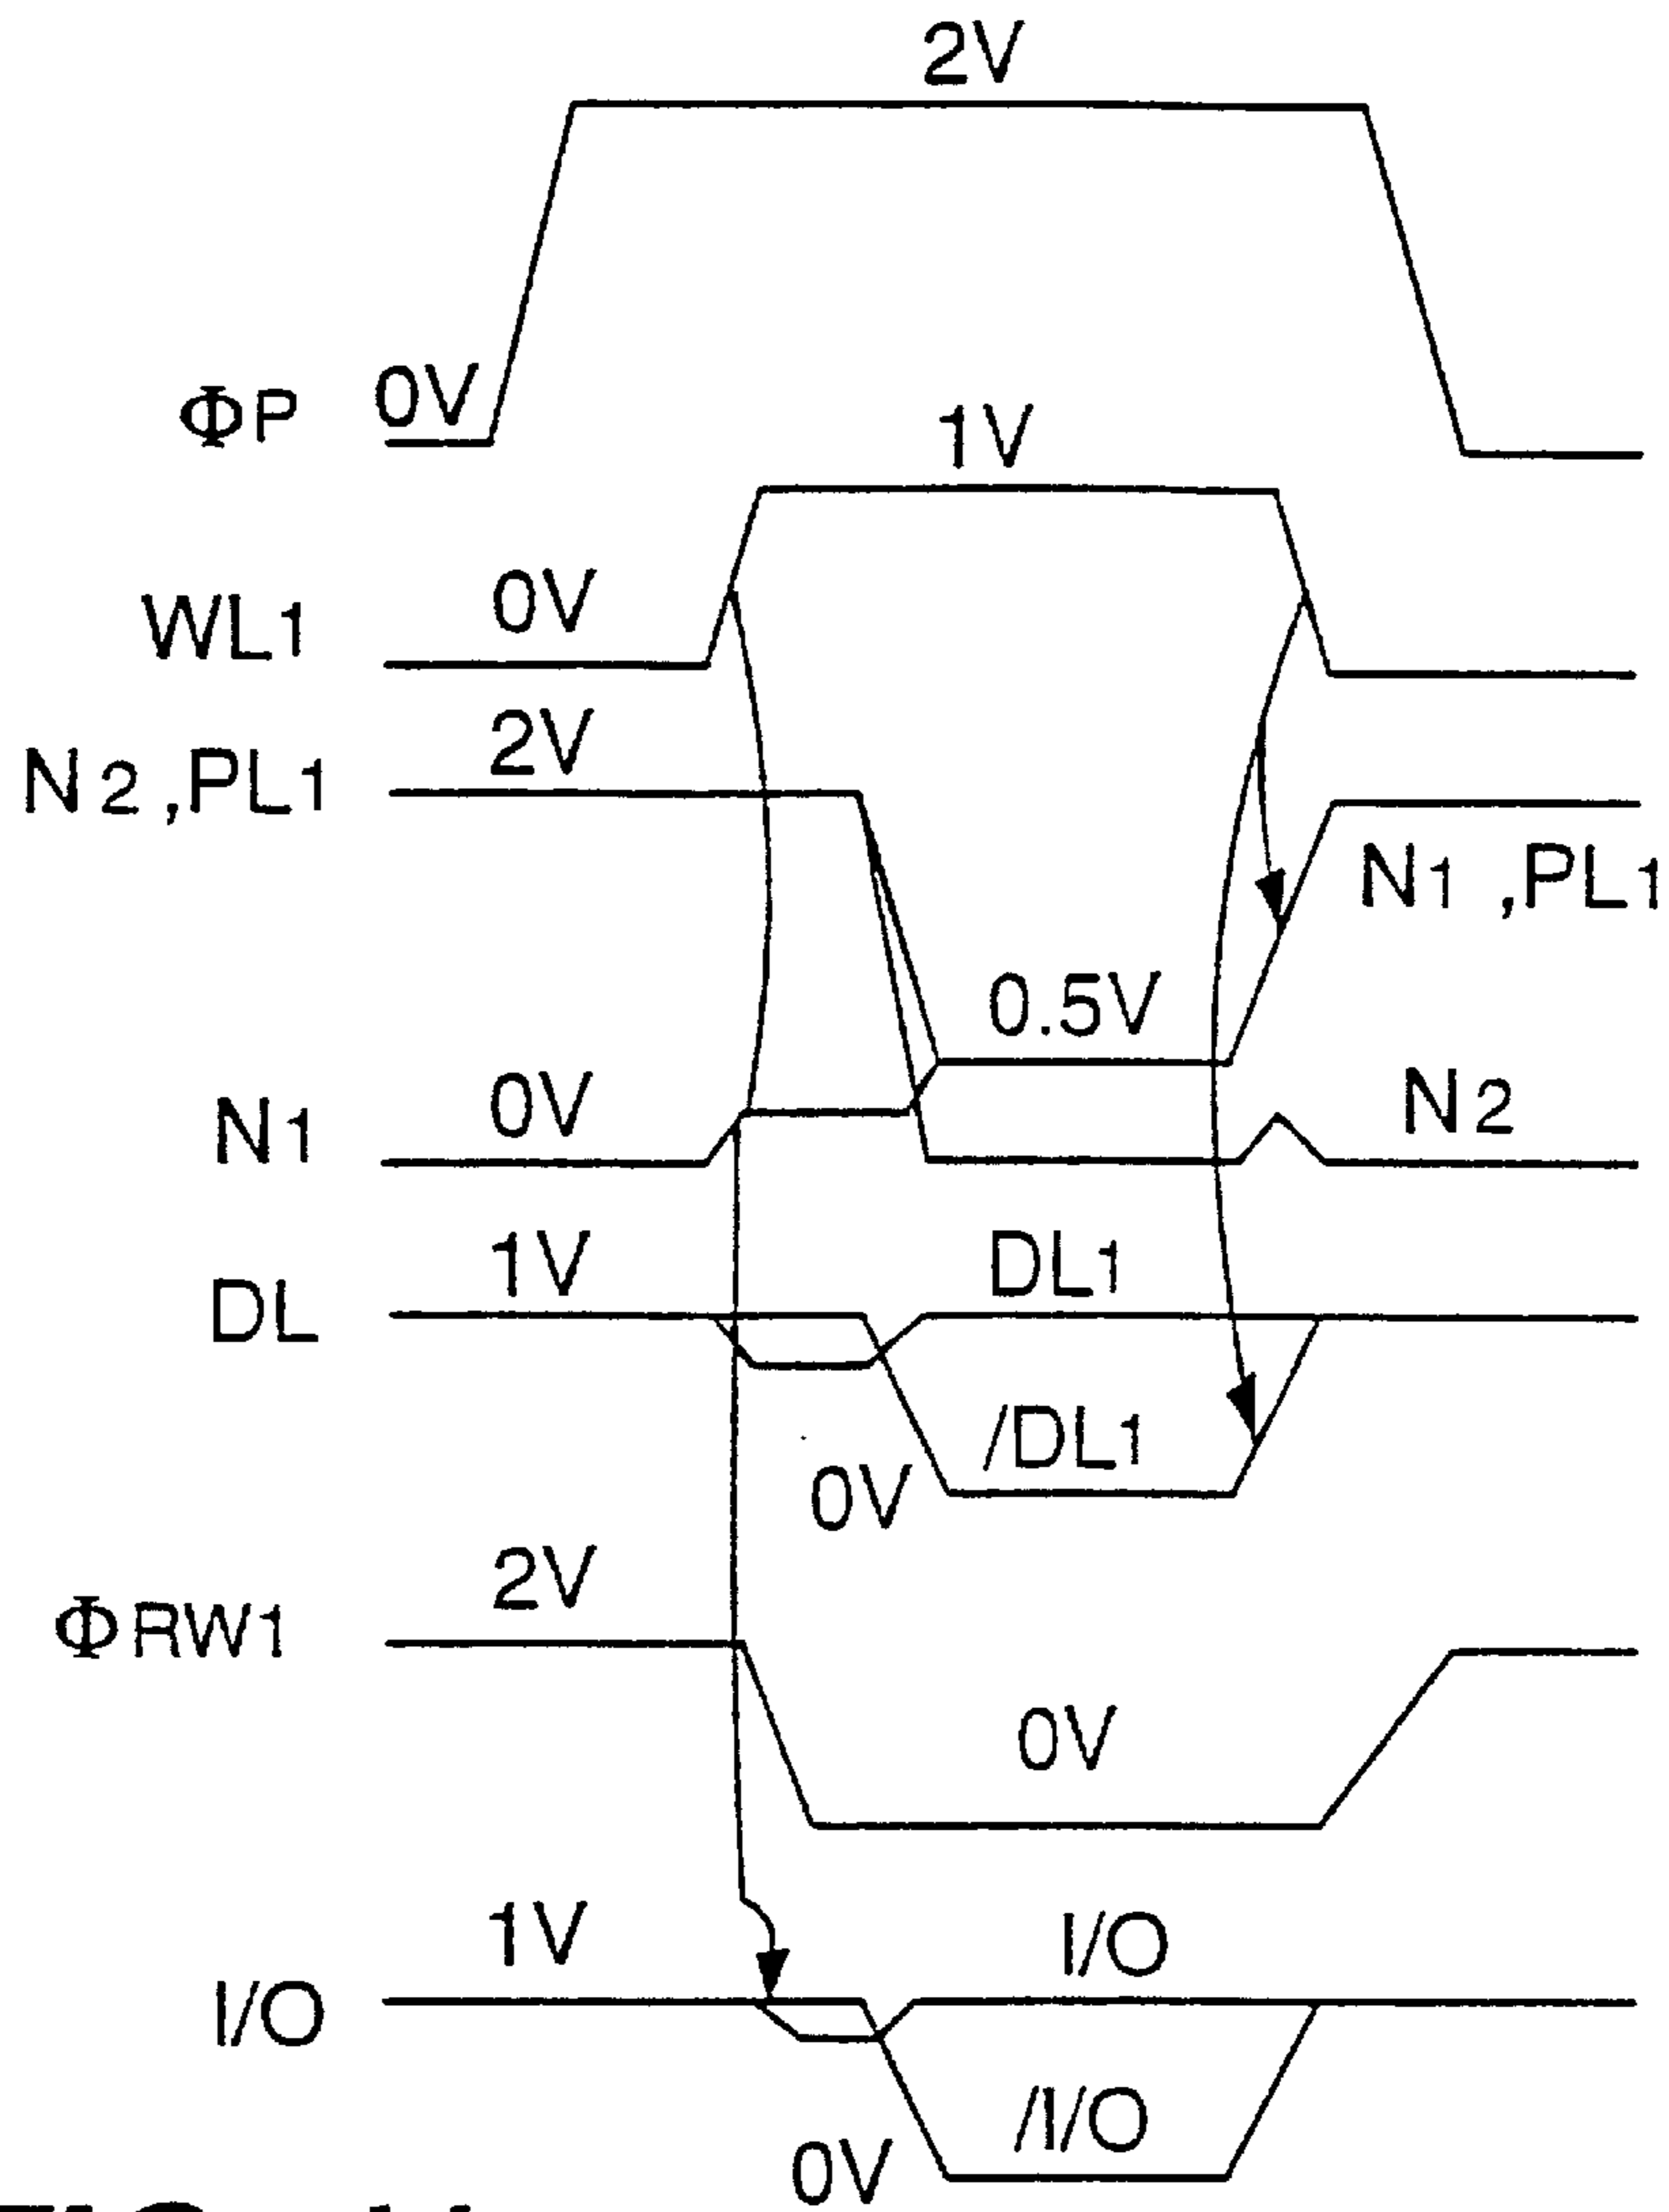 2V
ΦP 0V
1V
WL1 0V
N2,PL1 2V
N1,PL1
0.5V
N1 0V
N2
DL 1V
DL1
/DL1
0V
ΦRW1 2V
0V
1V
I/O
I/O
/I/O
0V